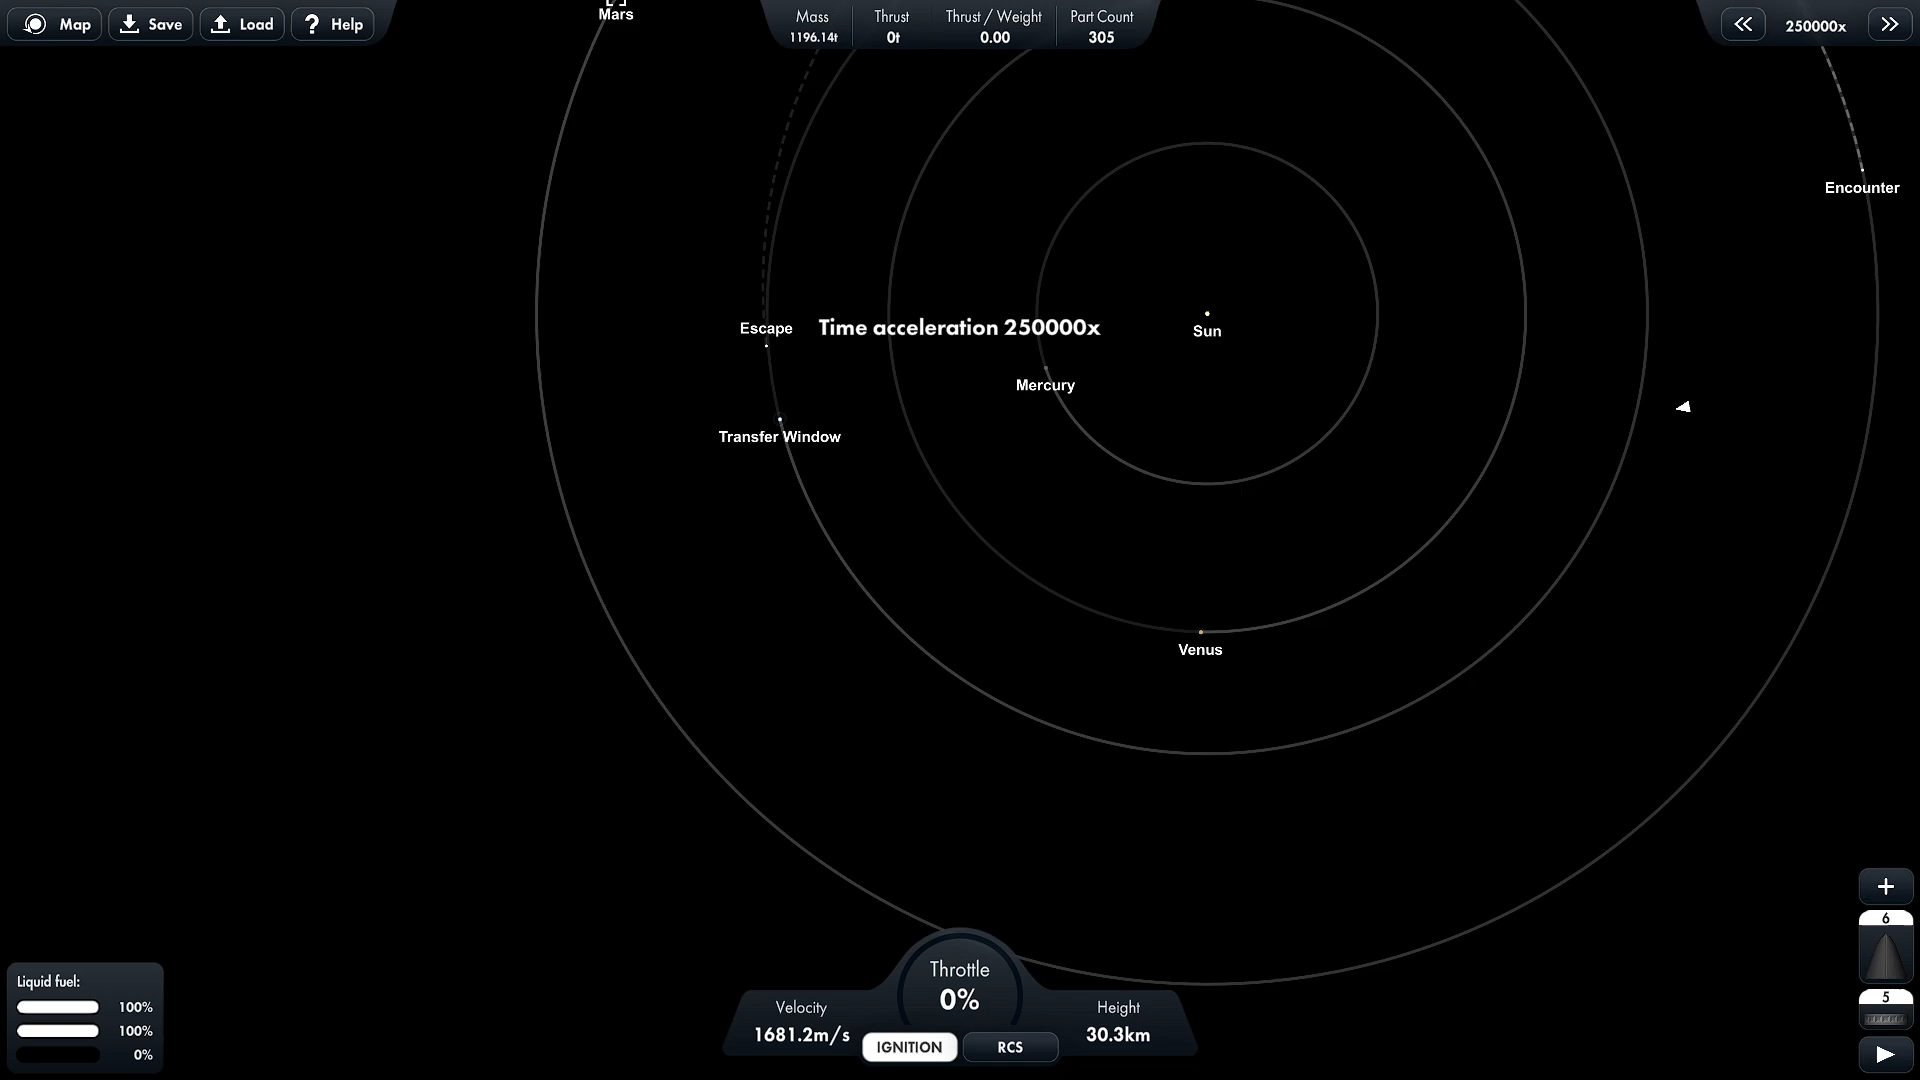 Map
Save
Load
? Help
Mars
Mass
1196.14t
Thrust
0t
Thrust / Weight
0.00
Part Count
305
250000x
Encounter
Escape
Time acceleration 250000x
Sun
Mercury
Transfer Window
Venus
Liquid fuel:
100%
100%
0%
Throttle
0%
Velocity
1681.2m/s
IGNITION
RCS
Height
30.3km
+
6
5